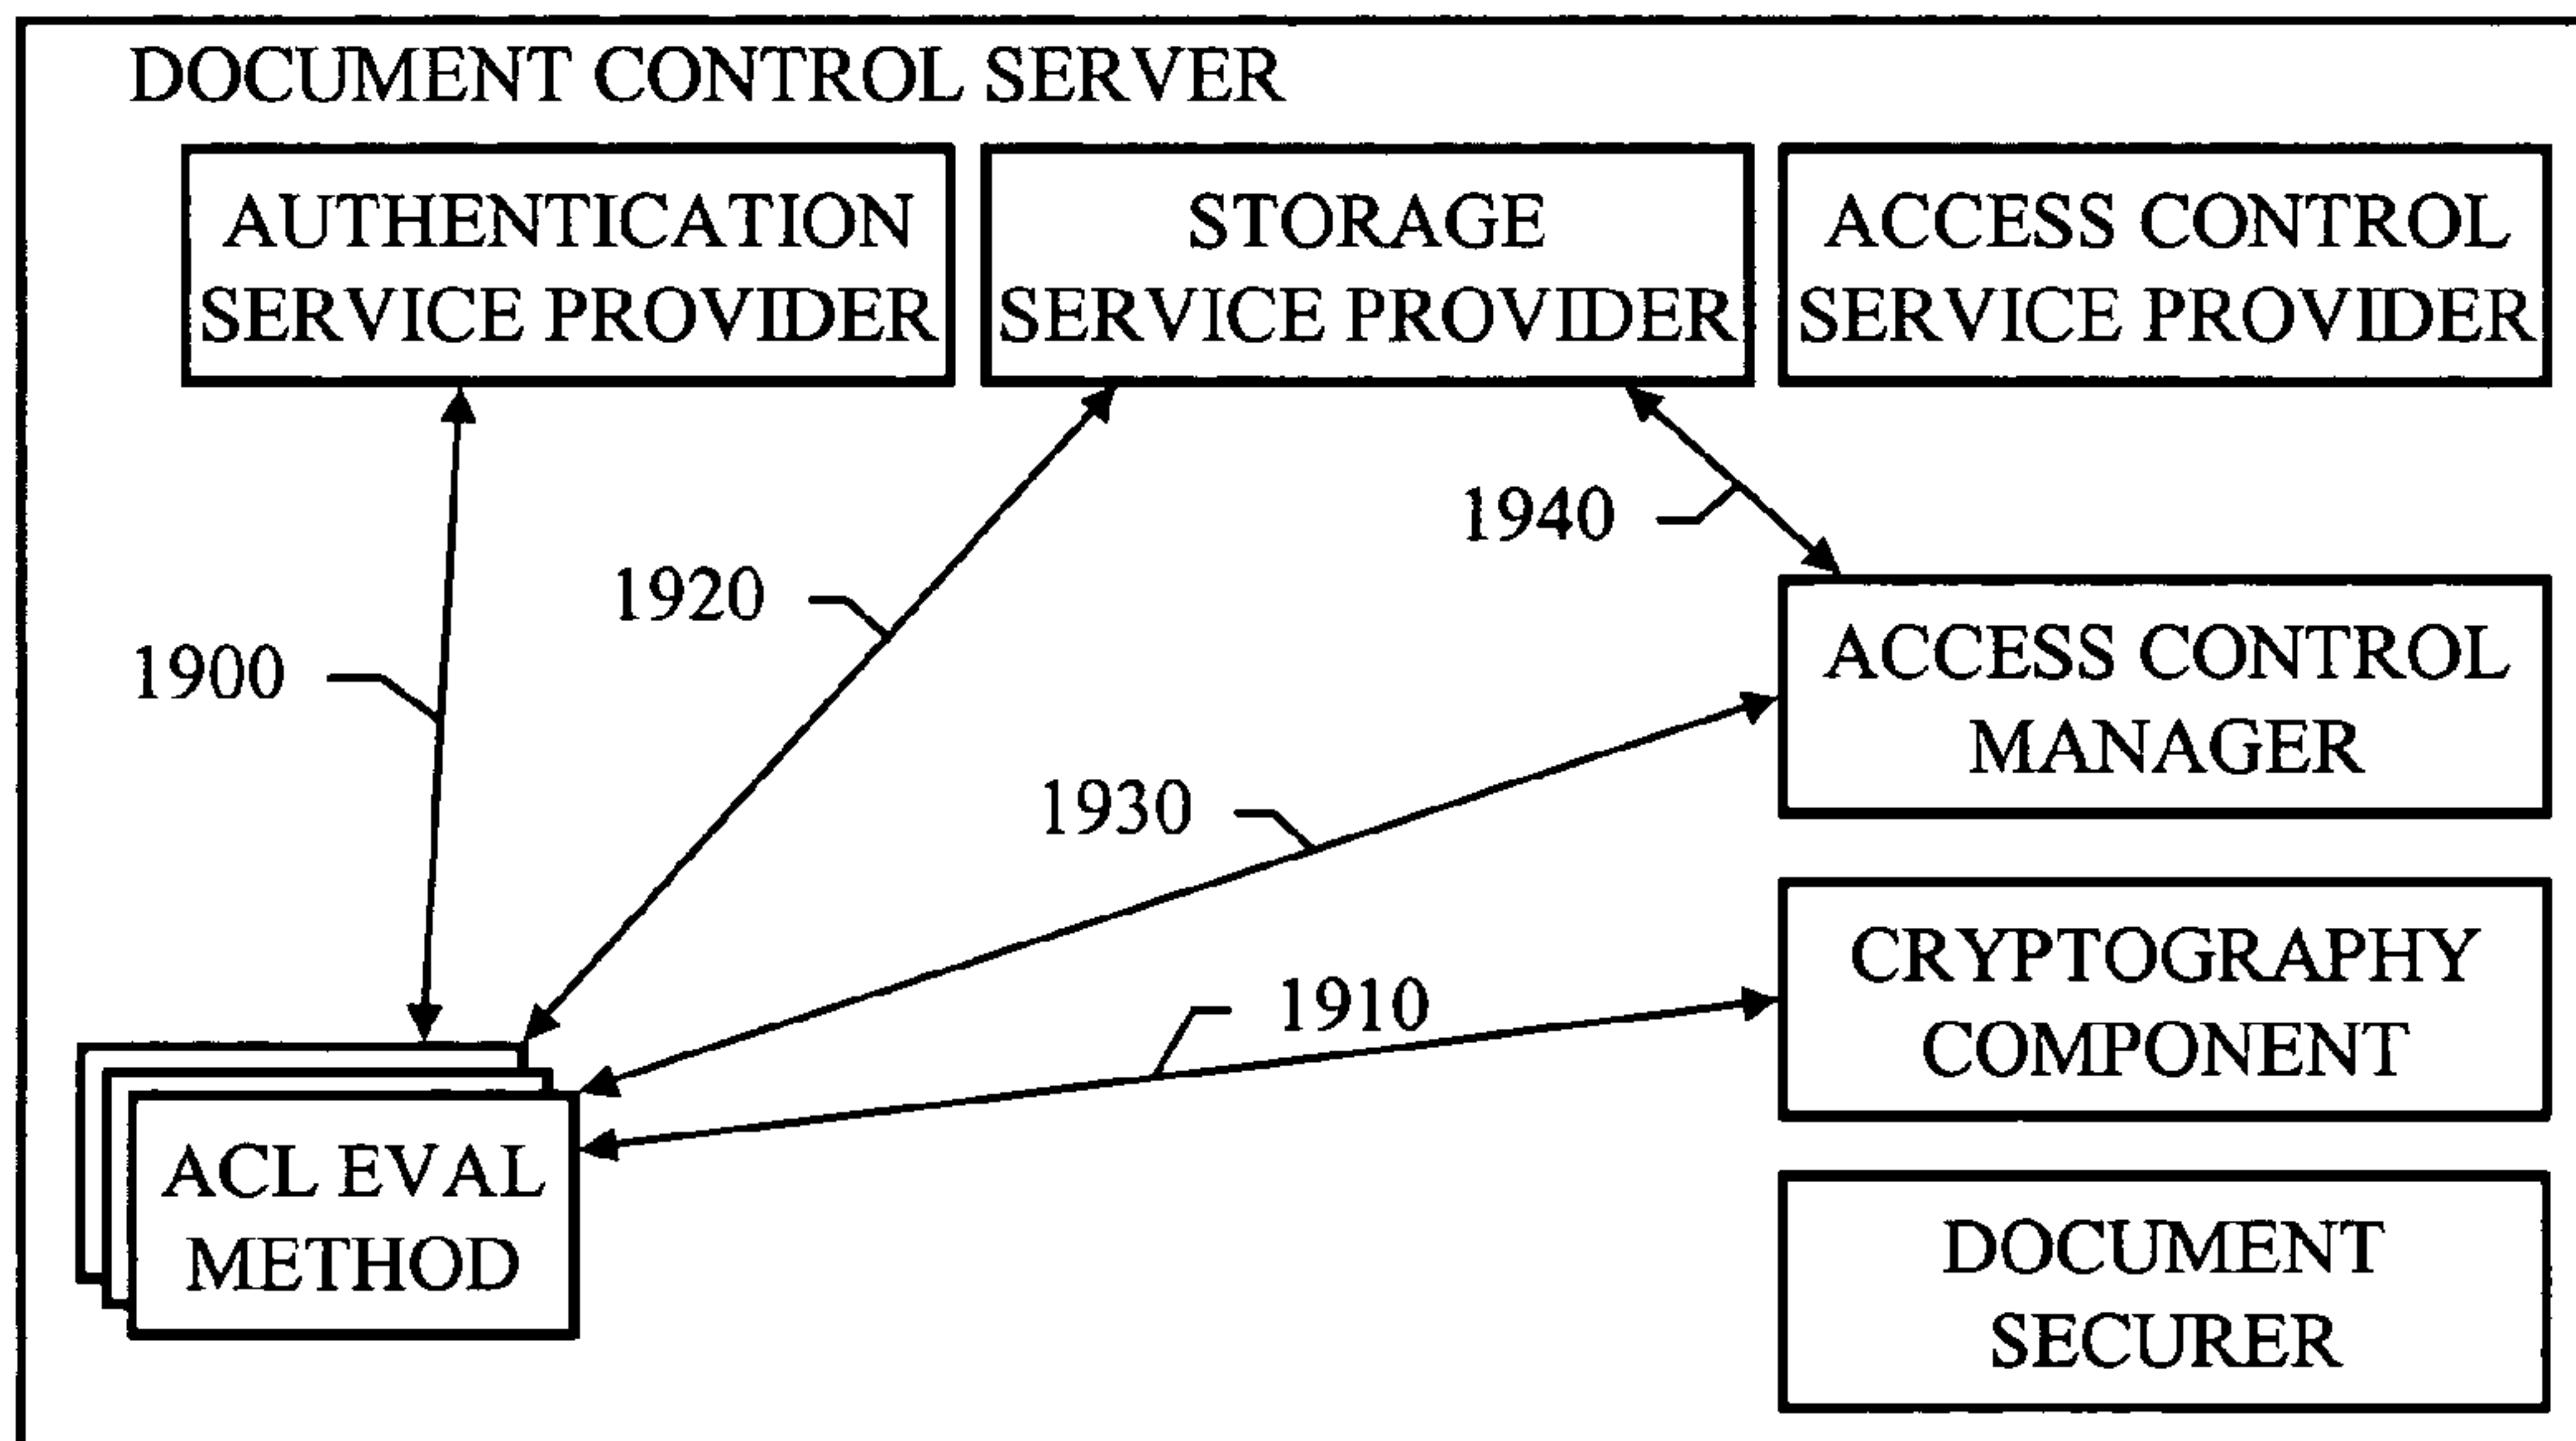 DOCUMENT CONTROL SERVER
AUTHENTICATION
SERVICE PROVIDER
STORAGE
SERVICE PROVIDER
ACCESS CONTROL
SERVICE PROVIDER
1940
1920
1900
ACCESS CONTROL
MANAGER
1930
1910
CRYPTOGRAPHY
COMPONENT
ACL EVAL
METHOD
DOCUMENT
SECURER